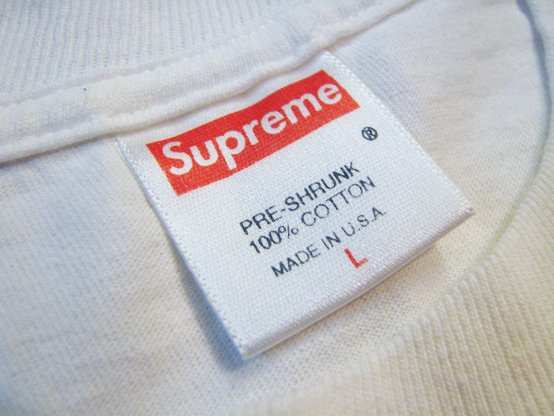 Supreme
®
PRE-SHRUNK
100% COTTON
MADE IN U.S.A.
L